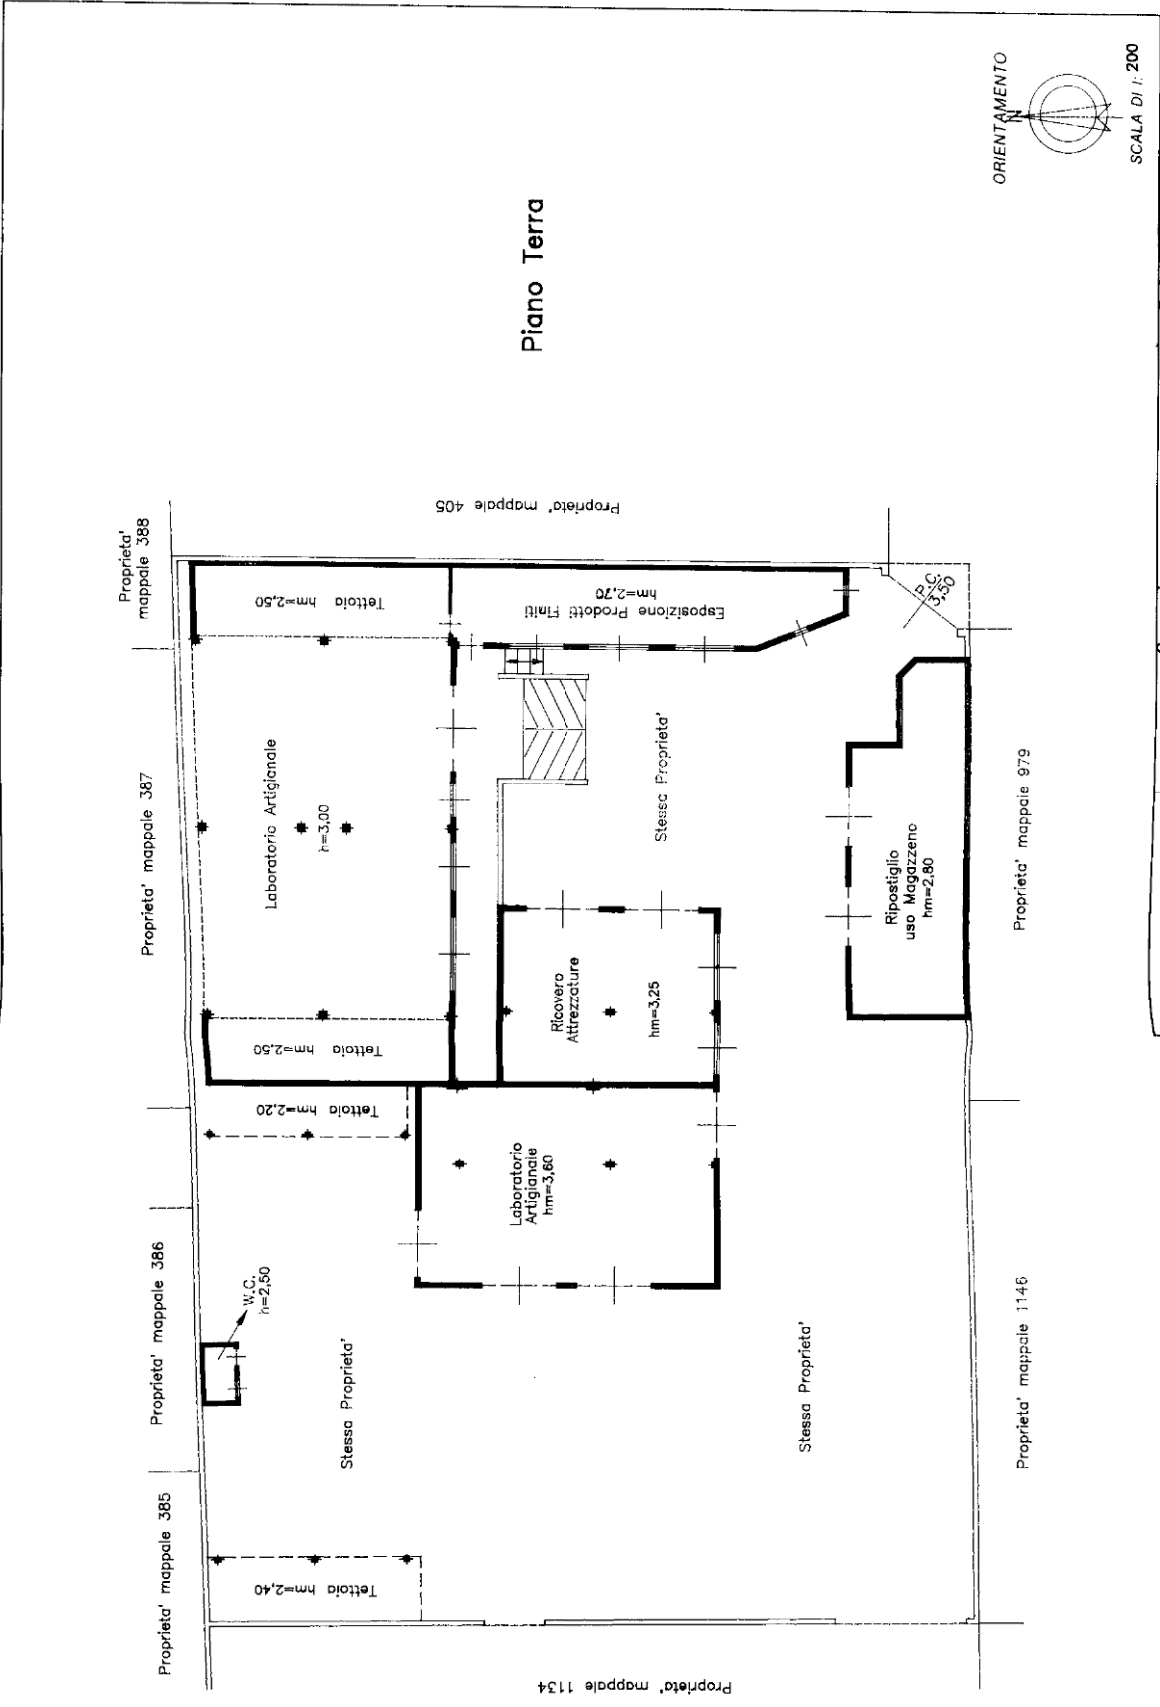 Proprieta' mappale 385
Proprieta' mappale 386
Proprieta' mappale 387
Proprieta'
mappale 388
Tettoia hm=2,40
W.C.
h=2,50
Tettoia hm=2,20
Tettoia hm=2,50
Laboratorio Artigianale
h=3,00
Tettoia hm=2,50
Proprieta' mappale 405
Stessa Proprieta'
Laboratorio
Artigianale
hm=3,60
Ricovero
Attrezzature
hm=3,25
Esposizione Prodotti Finiti
hm=2,70
Stessa Proprieta'
Stessa Proprieta'
Ripostiglio
uso Magazzeno
hm=2,80
P.C.
3,50
Proprieta' mappale 1134
Proprieta' mappale 1146
Proprieta' mappale 979
Piano Terra
ORIENTAMENTO
N
SCALA DI 1: 200